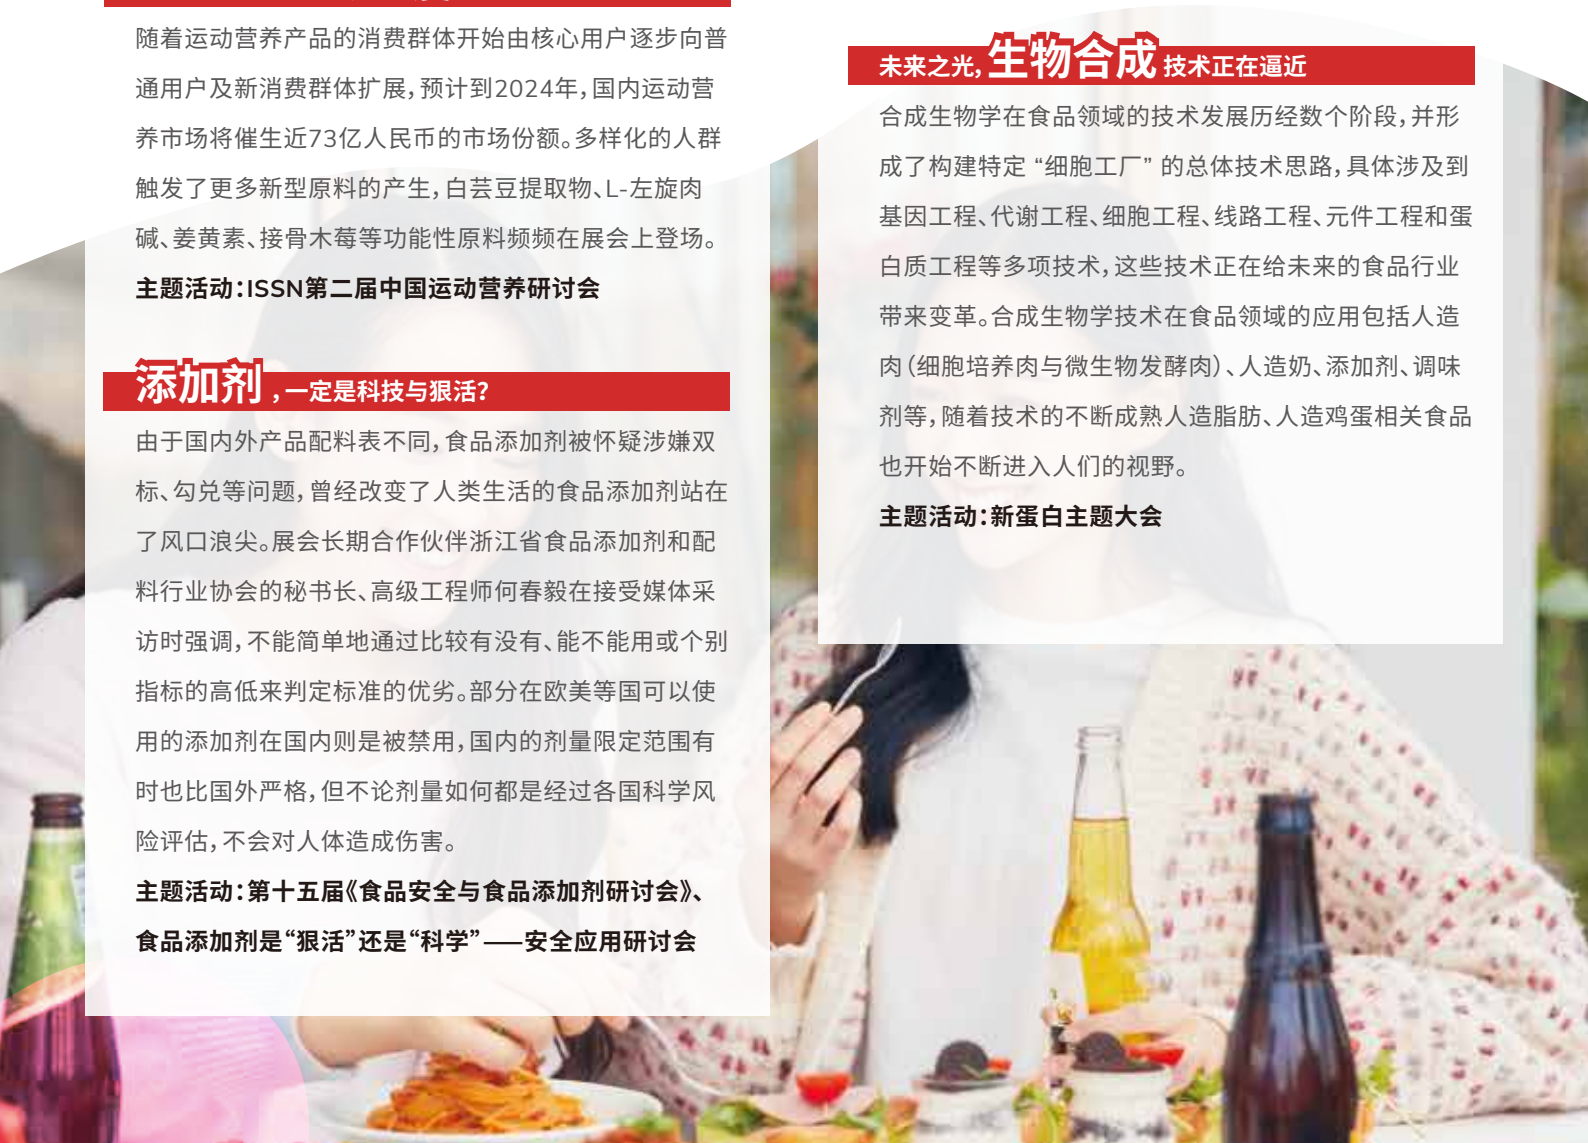 随着运动营养产品的消费群体开始由核心用户逐步向普
通用户及新消费群体扩展，预计到2024年，国内运动营
养市场将催生近73亿人民币的市场份额。多样化的人群
触发了更多新型原料的产生，白芸豆提取物、L-左旋肉
碱、姜黄素、接骨木莓等功能性原料频频在展会上登场。
主题活动：ISSN第二届中国运动营养研讨会
添加剂，一定是科技与狠活？
由于国内外产品配料表不同，食品添加剂被怀疑涉嫌双
标、勾兑等问题，曾经改变了人类生活的食品添加剂站在
了风口浪尖。展会长期合作伙伴浙江省食品添加剂和配
料行业协会的秘书长、高级工程师何春毅在接受媒体采
访时强调，不能简单地通过比较有没有、能不能用或个别
指标的高低来判定标准的优劣。部分在欧美等国可以使
用的添加剂在国内则是被禁用，国内的剂量限定范围有
时也比国外严格，但不论剂量如何都是经过各国科学风
险评估，不会对人体造成伤害。
主题活动：第十五届《食品安全与食品添加剂研讨会》、
食品添加剂是“狠活”还是“科学”——安全应用研讨会
未来之光，生物合成 技术正在逼近
合成生物学在食品领域的技术发展历经数个阶段，并形
成了构建特定 “细胞工厂” 的总体技术思路，具体涉及到
基因工程、代谢工程、细胞工程、线路工程、元件工程和蛋
白质工程等多项技术，这些技术正在给未来的食品行业
带来变革。合成生物学技术在食品领域的应用包括人造
肉（细胞培养肉与微生物发酵肉）、人造奶、添加剂、调味
剂等，随着技术的不断成熟人造脂肪、人造鸡蛋相关食品
也开始不断进入人们的视野。
主题活动：新蛋白主题大会